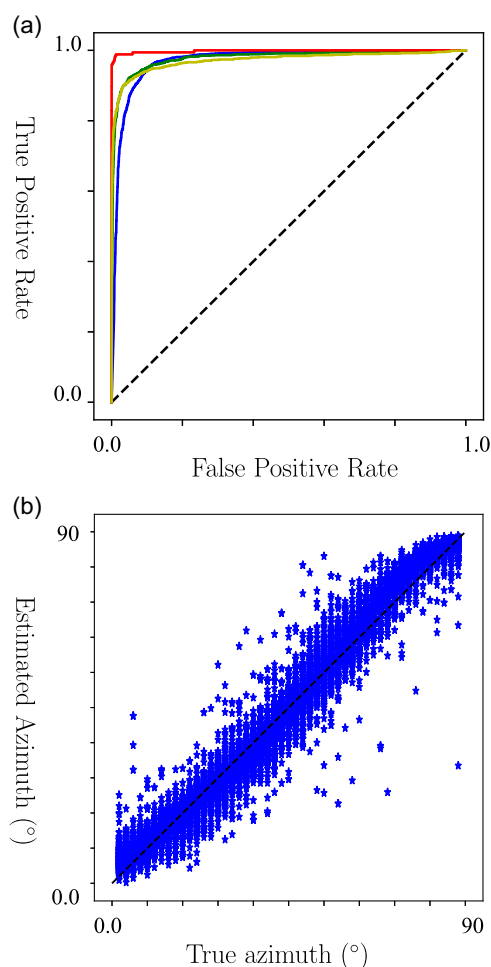 (a)
1.0
True Positive Rate
0.0
0.0
1.0
False Positive Rate
(b)
90
Estimated Azimuth (°)
0.0
0.0
90
True azimuth (°)